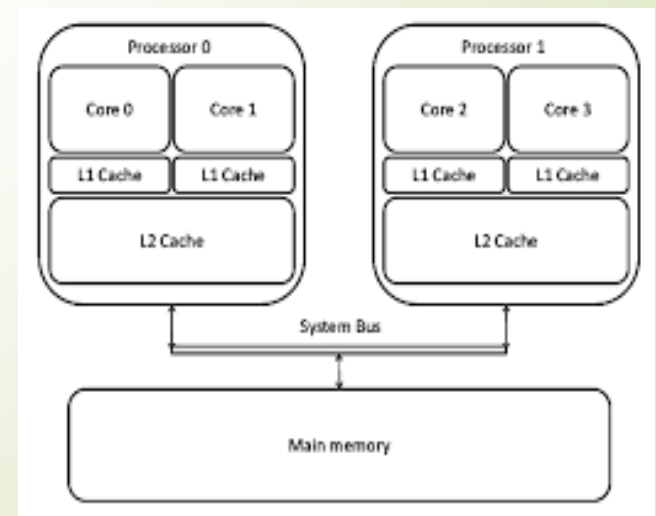 Processor 0
Processor 1
Core 0
Core 1
Core 2
Core 3
L1 Cache
L1 Cache
L1 Cache
L1 Cache
L2 Cache
L2 Cache
System Bus
Main memory